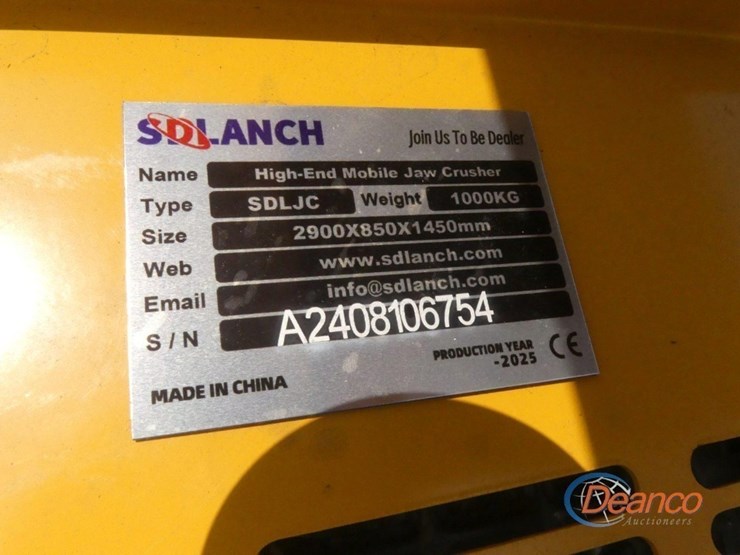 SDLANCH Join Us To Be Dealer
Name High-End Mobile Jaw Crusher
Type SDLJC Weight 1000KG
Size 2900X850X1450mm
Web www.sdlanch.com
Email info@sdlanch.com
S/N A2408106754
PRODUCTION YEAR
-2025 CE
MADE IN CHINA
Deanco
Auctioneers